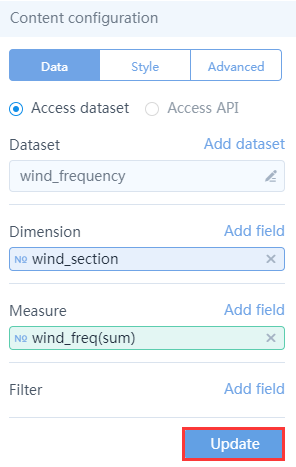 Content configuration
Data Style Advanced
Access dataset Access API
Dataset Add dataset
wind_frequency
Dimension Add field
№ wind_section
Measure Add field
№ wind_freq(sum)
Filter Add field
Update